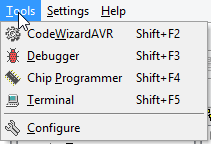 Tools Settings Help
CodeWizardAVR Shift+F2
Debugger Shift+F3
Chip Programmer Shift+F4
Terminal Shift+F5
Configure